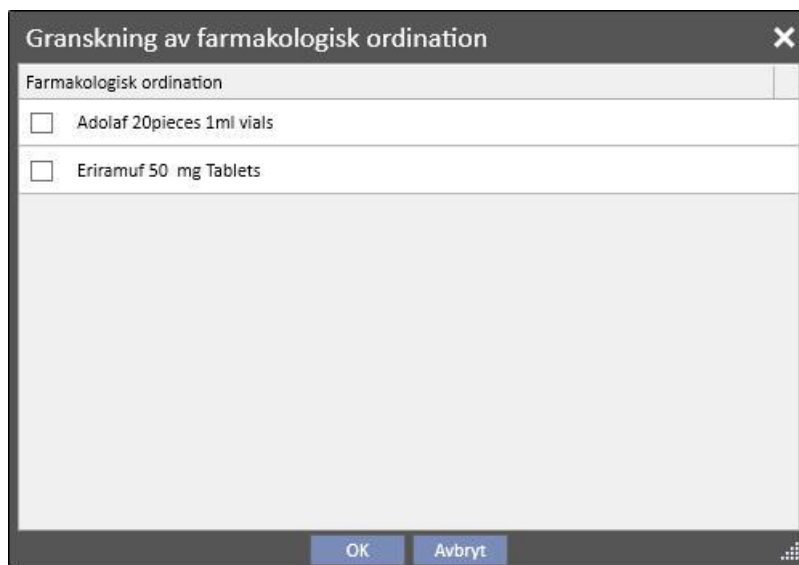 Granskning av farmakologisk ordination
Farmakologisk ordination
Adolaf 20pieces 1ml vials
Eriramuf 50  mg Tablets
OK Avbryt